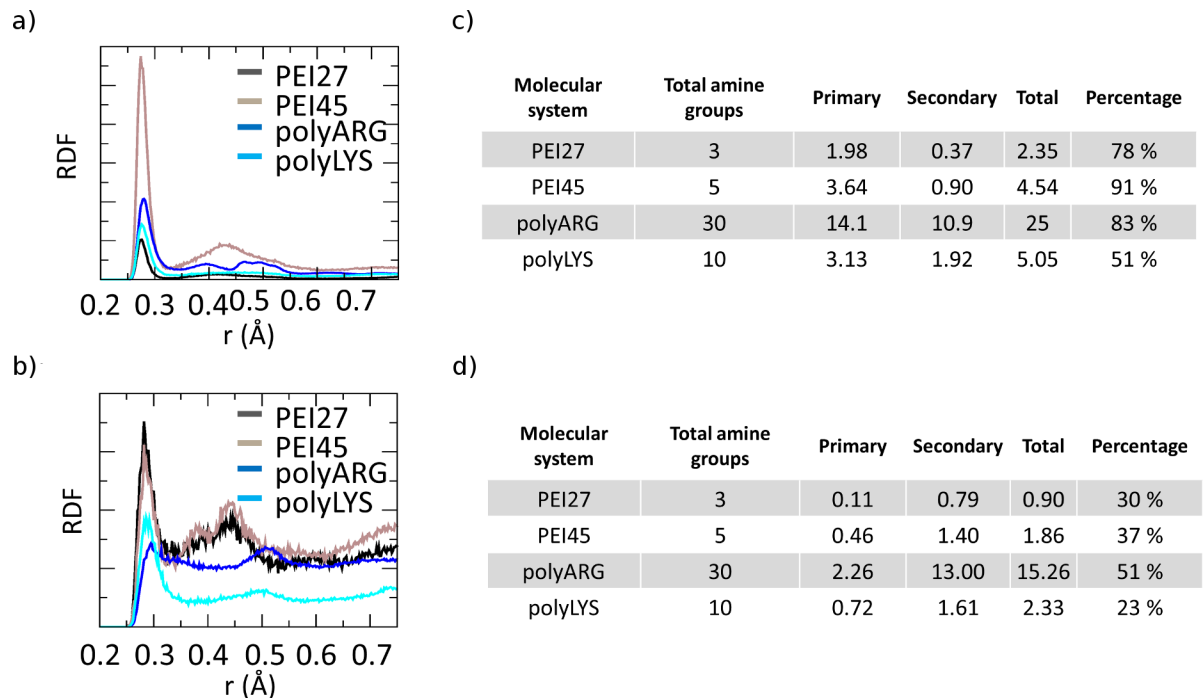 a)
RDF
PEI27
PEI45
polyARG
polyLYS
0.2 0.3 0.4 0.5 0.6 0.7
r (Å)
b)
RDF
PEI27
PEI45
polyARG
polyLYS
0.2 0.3 0.4 0.5 0.6 0.7
r (Å)
c)
Molecular system Total amine groups Primary Secondary Total Percentage
PEI27 3 1.98 0.37 2.35 78 %
PEI45 5 3.64 0.90 4.54 91 %
polyARG 30 14.1 10.9 25 83 %
polyLYS 10 3.13 1.92 5.05 51 %
d)
Molecular system Total amine groups Primary Secondary Total Percentage
PEI27 3 0.11 0.79 0.90 30 %
PEI45 5 0.46 1.40 1.86 37 %
polyARG 30 2.26 13.00 15.26 51 %
polyLYS 10 0.72 1.61 2.33 23 %